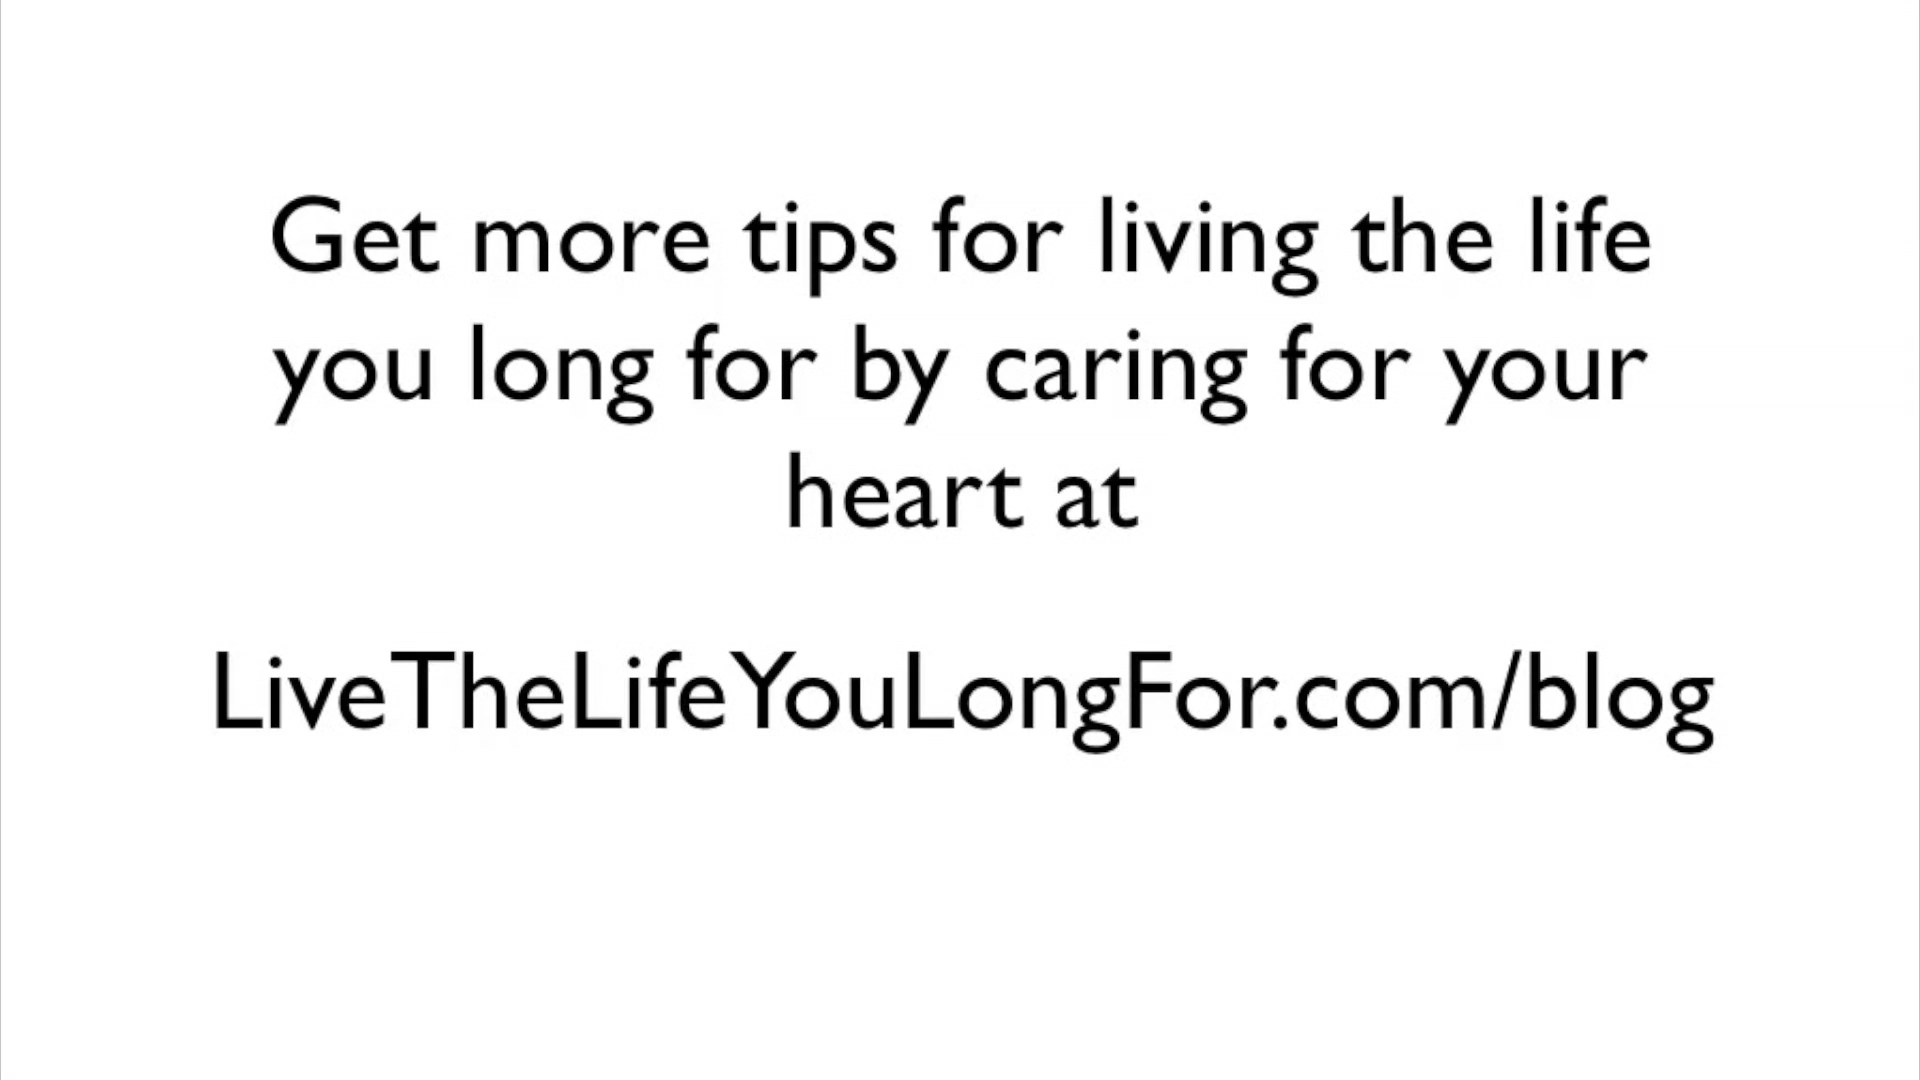 Get more tips for living the life
you long for by caring for your
heart at
LiveTheLifeYouLongFor.com/blog